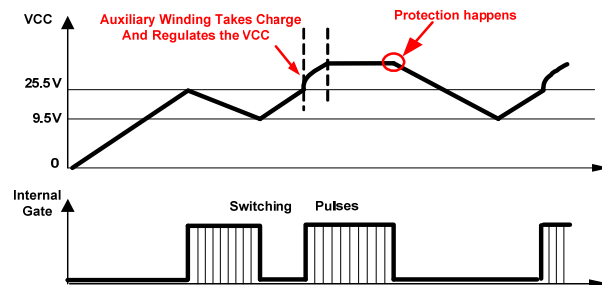 VCC
Auxiliary Winding Takes Charge
And Regulates the VCC
Protection happens
25.5V
9.5V
0
Internal
Gate
Switching Pulses